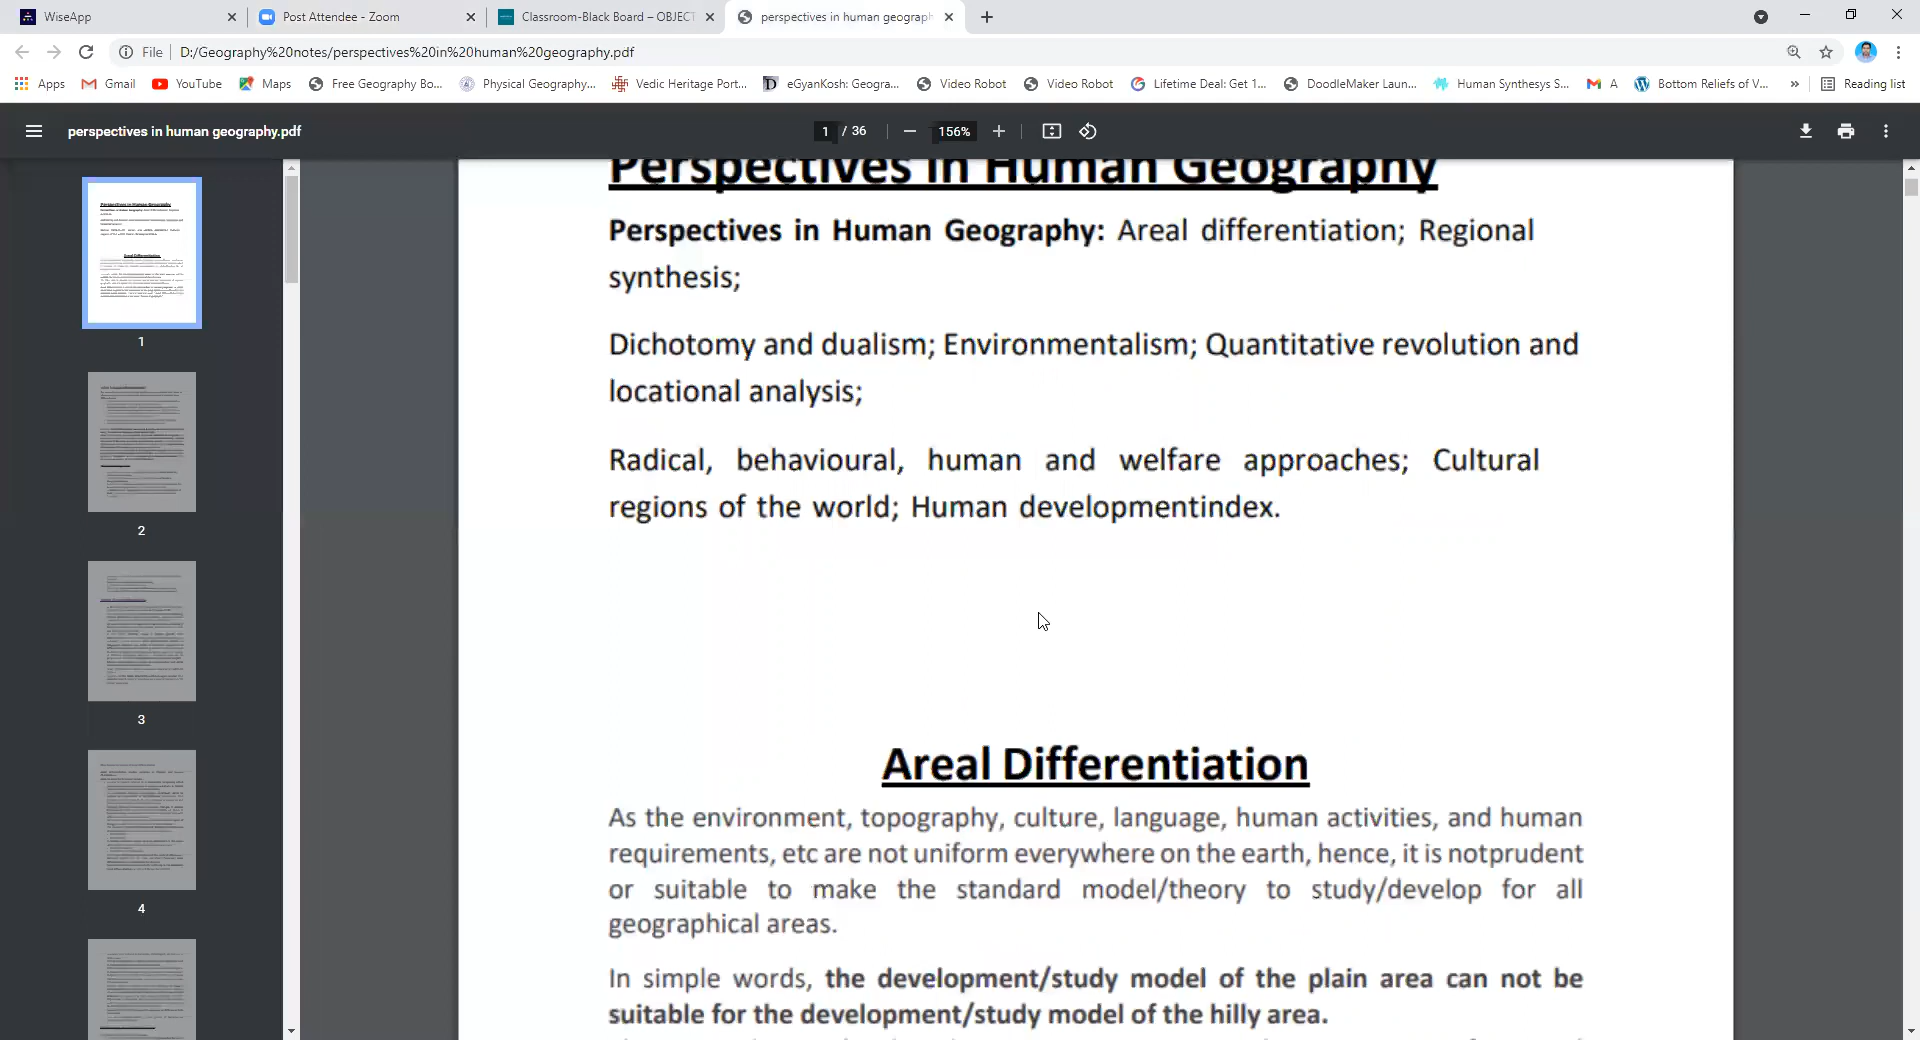 WiseApp
Post Attendee - Zoom
Classroom-Black Board – OBJECT
perspectives in human geograph
File D:/Geography%20notes/perspectives%20in%20human%20geography.pdf
Apps Gmail YouTube Maps Free Geography Bo... Physical Geography... Vedic Heritage Port... eGyanKosh: Geogra... Video Robot Video Robot Lifetime Deal: Get 1... DoodleMaker Laun... Human Synthesys S... A Bottom Reliefs of V... » Reading list
perspectives in human geography.pdf 1 / 36 156%
1
2
3
4
Perspectives in Human Geography
Perspectives in Human Geography: Areal differentiation; Regional
synthesis;
Dichotomy and dualism; Environmentalism; Quantitative revolution and
locational analysis;
Radical, behavioural, human and welfare approaches; Cultural
regions of the world; Human developmentindex.
Areal Differentiation
As the environment, topography, culture, language, human activities, and human
requirements, etc are not uniform everywhere on the earth, hence, it is notprudent
or suitable to make the standard model/theory to study/develop for all
geographical areas.
In simple words, the development/study model of the plain area can not be
suitable for the development/study model of the hilly area.